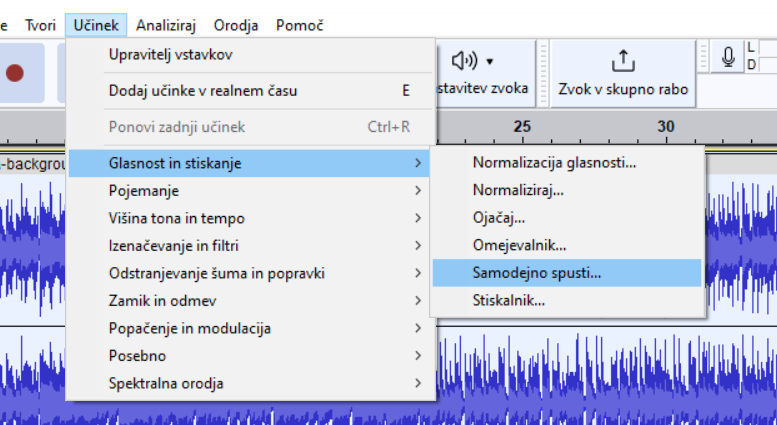 e Tvori Učinek Analiziraj Orodja Pomoč
Upravitelj vstavkov
Dodaj učinke v realnem času E
Ponovi zadnji učinek Ctrl+R
Glasnost in stiskanje
Pojemanje
Višina tona in tempo
Izenačevanje in filtri
Odstranjevanje šuma in popravki
Zamik in odmev
Popačenje in modulacija
Posebno
Spektralna orodja
stavitev zvoka
Zvok v skupno rabo
L
D
25 30
-backgrou
Normalizacija glasnosti...
Normaliziraj...
Ojačaj...
Omejevalnik...
Samodejno spusti...
Stiskalnik...